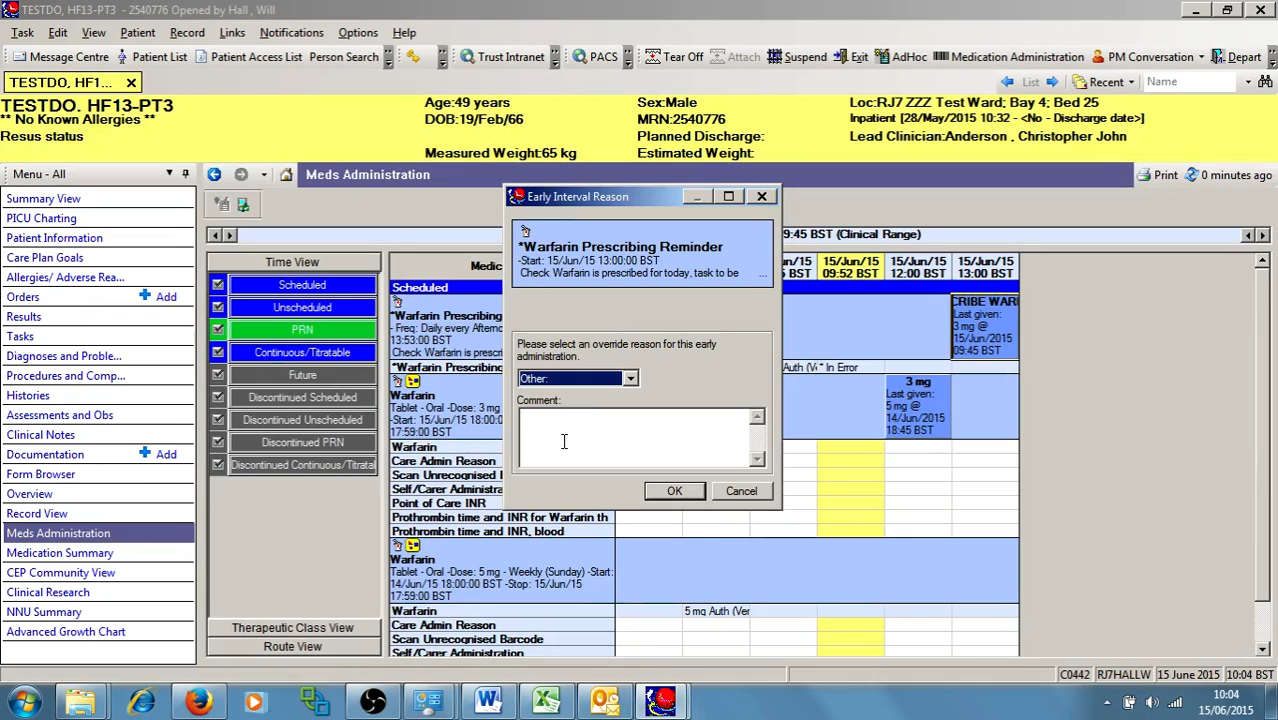 TESTDO, HF13-PT3 - 2540776 Opened by Hall , Will
Task Edit View Patient Record Links Notifications Options Help
Message Centre Patient List Patient Access List Person Search Trust Intranet PACS Tear Off Attach Suspend Exit AdHoc Medication Administration PM Conversation Depart
TESTDO, HF1... List Recent Name
TESTDO. HF13-PT3 Age:49 years Sex:Male Loc:RJ7 ZZZ Test Ward; Bay 4; Bed 25
** No Known Allergies ** DOB:19/Feb/66 MRN:2540776 Inpatient [28/May/2015 10:32 - <No - Discharge date>]
Resus status Planned Discharge: Lead Clinician:Anderson , Christopher John
Measured Weight:65 kg Estimated Weight:
Menu - All
Summary View
PICU Charting
Patient Information
Care Plan Goals
Allergies/ Adverse Rea...
Orders Add
Results
Tasks
Diagnoses and Proble...
Procedures and Comp...
Histories
Assessments and Obs
Clinical Notes
Documentation Add
Form Browser
Overview
Record View
Meds Administration
Medication Summary
CEP Community View
Clinical Research
NNU Summary
Advanced Growth Chart
Meds Administration Print 0 minutes ago
09:45 BST (Clinical Range)
Time View
Scheduled
Unscheduled
PRN
Continuous/Titratable
Future
Discontinued Scheduled
Discontinued Unscheduled
Discontinued PRN
Discontinued Continuous/Titratal
Therapeutic Class View
Route View
Medic
15/Jun/15
09:52 BST
15/Jun/15
12:00 BST
15/Jun/15
13:00 BST
Scheduled
*Warfarin Prescribing
- Freq: Daily every Afterno
13:53:00 BST
Check Warfarin is prescri
*Warfarin Prescribing
CRIBE WAR
Last given:
3 mg @
15/Jun/2015
09:45 BST
* In Error
Warfarin
Tablet - Oral -Dose: 3 mg
-Start: 15/Jun/15 18:00:0
17:59:00 BST
3 mg
Last given:
5 mg @
14/Jun/2015
18:45 BST
Warfarin
Care Admin Reason
Scan Unrecognised
Self/Carer Administra
Point of Care INR
Prothrombin time and INR for Warfarin th
Prothrombin time and INR, blood
Warfarin
Tablet - Oral -Dose: 5 mg - Weekly (Sunday) -Start:
14/Jun/15 18:00:00 BST -Stop: 15/Jun/15
17:59:00 BST
Warfarin 5 mg Auth (Ver
Care Admin Reason
Scan Unrecognised Barcode
Self/Carer Administration
Early Interval Reason
*Warfarin Prescribing Reminder
-Start: 15/Jun/15 13:00:00 BST
Check Warfarin is prescribed for today, task to be ...
Please select an override reason for this early
administration.
Other:
Comment:
OK Cancel
C0442 RJ7HALLW 15 June 2015 10:04 BST
10:04
15/06/2015